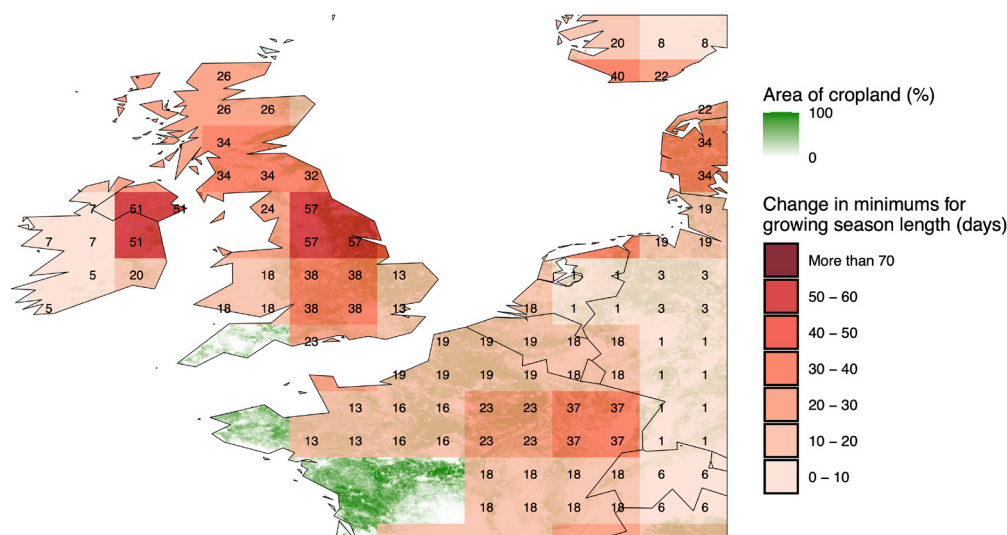 20 8 8
26 40 22
26 26 22
34 34
34 34 32 34
7 51 51 24 57 19
7 7 51 57 57 19 19
5 20 18 38 38 13 1 1 3 3
5 18 18 38 38 13 18 1 1 3 3
23 19 19 19 18 18 1 1
19 19 19 18 18 1 1
13 16 16 23 23 37 37 1 1
13 13 16 16 23 23 37 37 1 1
18 18 18 18 6 6
18 18 18 18 6 6
Area of cropland (%)
100
0
Change in minimums for
growing season length (days)
More than 70
50 – 60
40 – 50
30 – 40
20 – 30
10 – 20
0 – 10